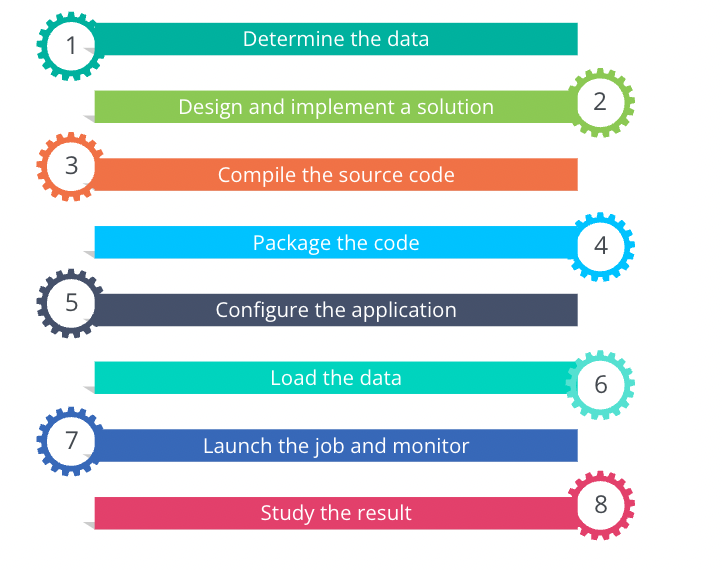 1 Determine the data
Design and implement a solution 2
3 Compile the source code
Package the code 4
5 Configure the application
Load the data 6
7 Launch the job and monitor
Study the result 8